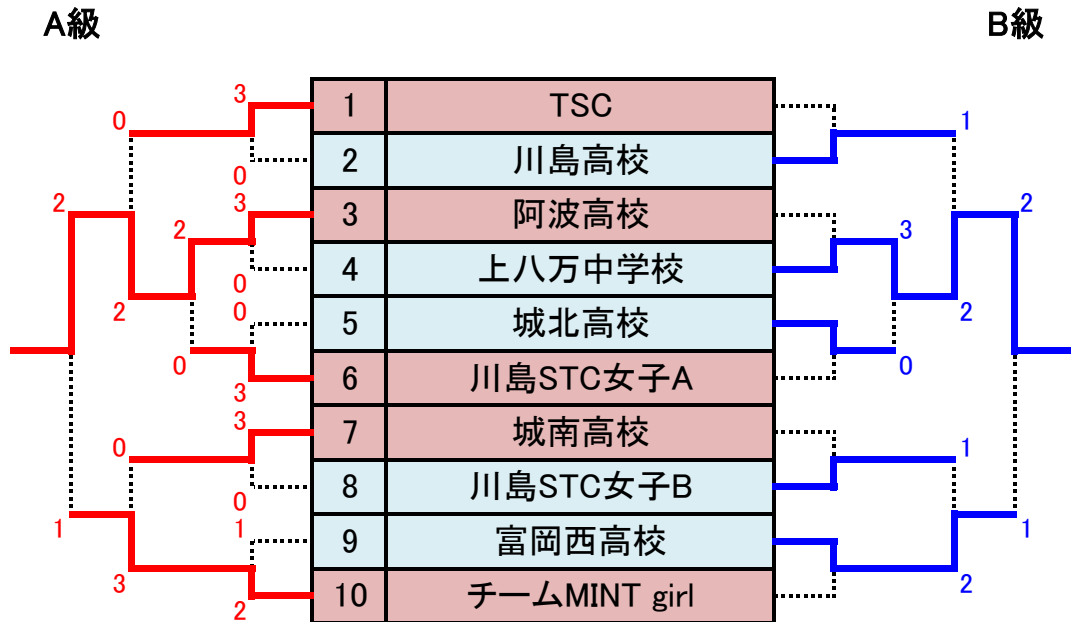 A級 B級
3 1 TSC
0 1
0 2 川島高校
2 3 3 阿波高校 2
2 3
0 4 上八万中学校
2 0 5 城北高校 2
0 0
3 6 川島STC女子A
3 7 城南高校
0 1
0 8 川島STC女子B
1 1 9 富岡西高校 1
3 2
2 10 チームMINT girl